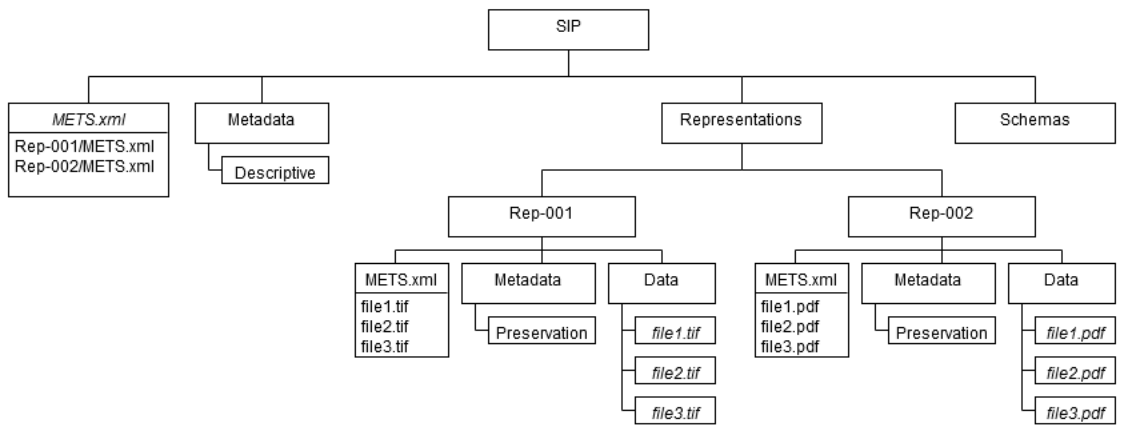 SIP
METS.xml
Rep-001/METS.xml
Rep-002/METS.xml
Metadata
Descriptive
Representations
Schemas
Rep-001
METS.xml
file1.tif
file2.tif
file3.tif
Metadata
Preservation
Data
file1.tif
file2.tif
file3.tif
Rep-002
METS.xml
file1.pdf
file2.pdf
file3.pdf
Metadata
Preservation
Data
file1.pdf
file2.pdf
file3.pdf